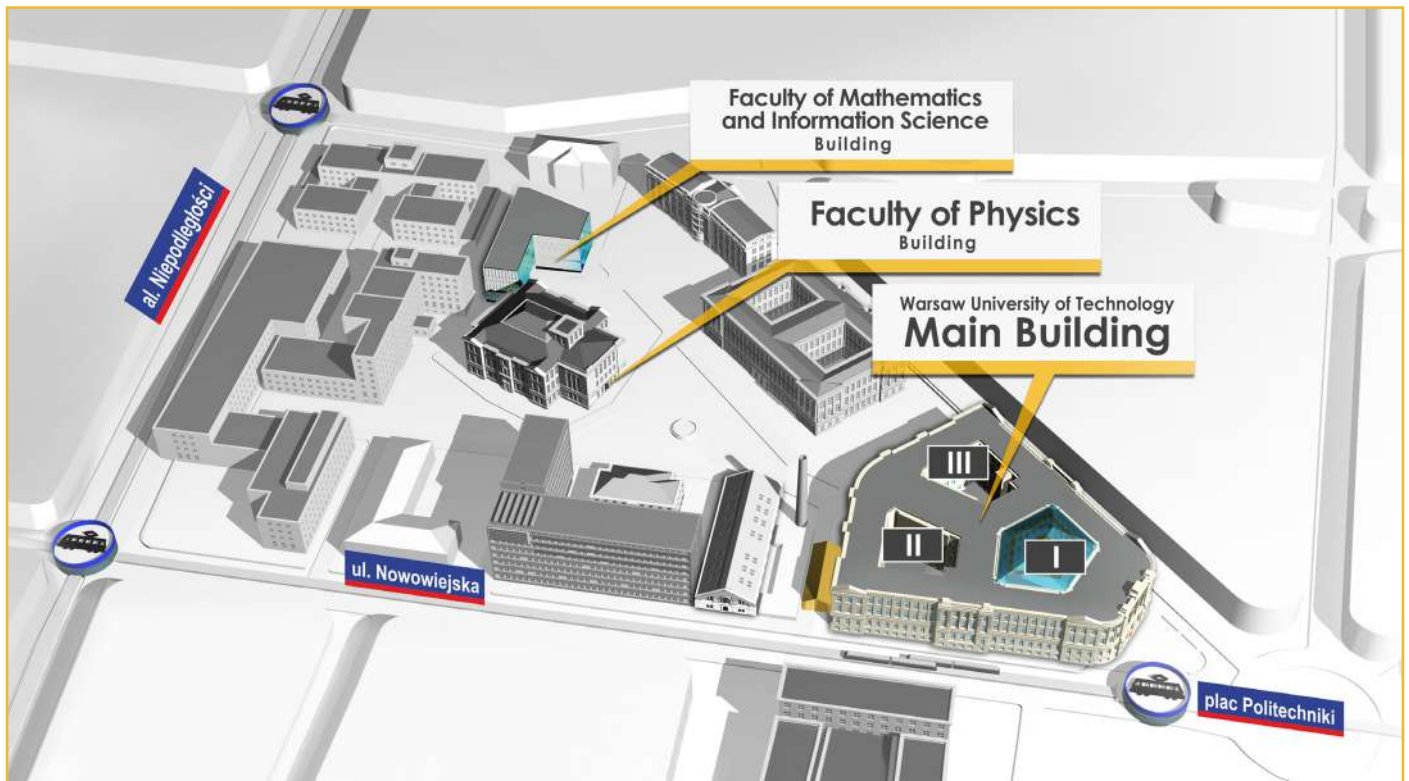 Faculty of Mathematics
and Information Science
Building
Faculty of Physics
Building
al. Niepodległości
Warsaw University of Technology
Main Building
III
II
I
ul. Nowowiejska
plac Politechniki